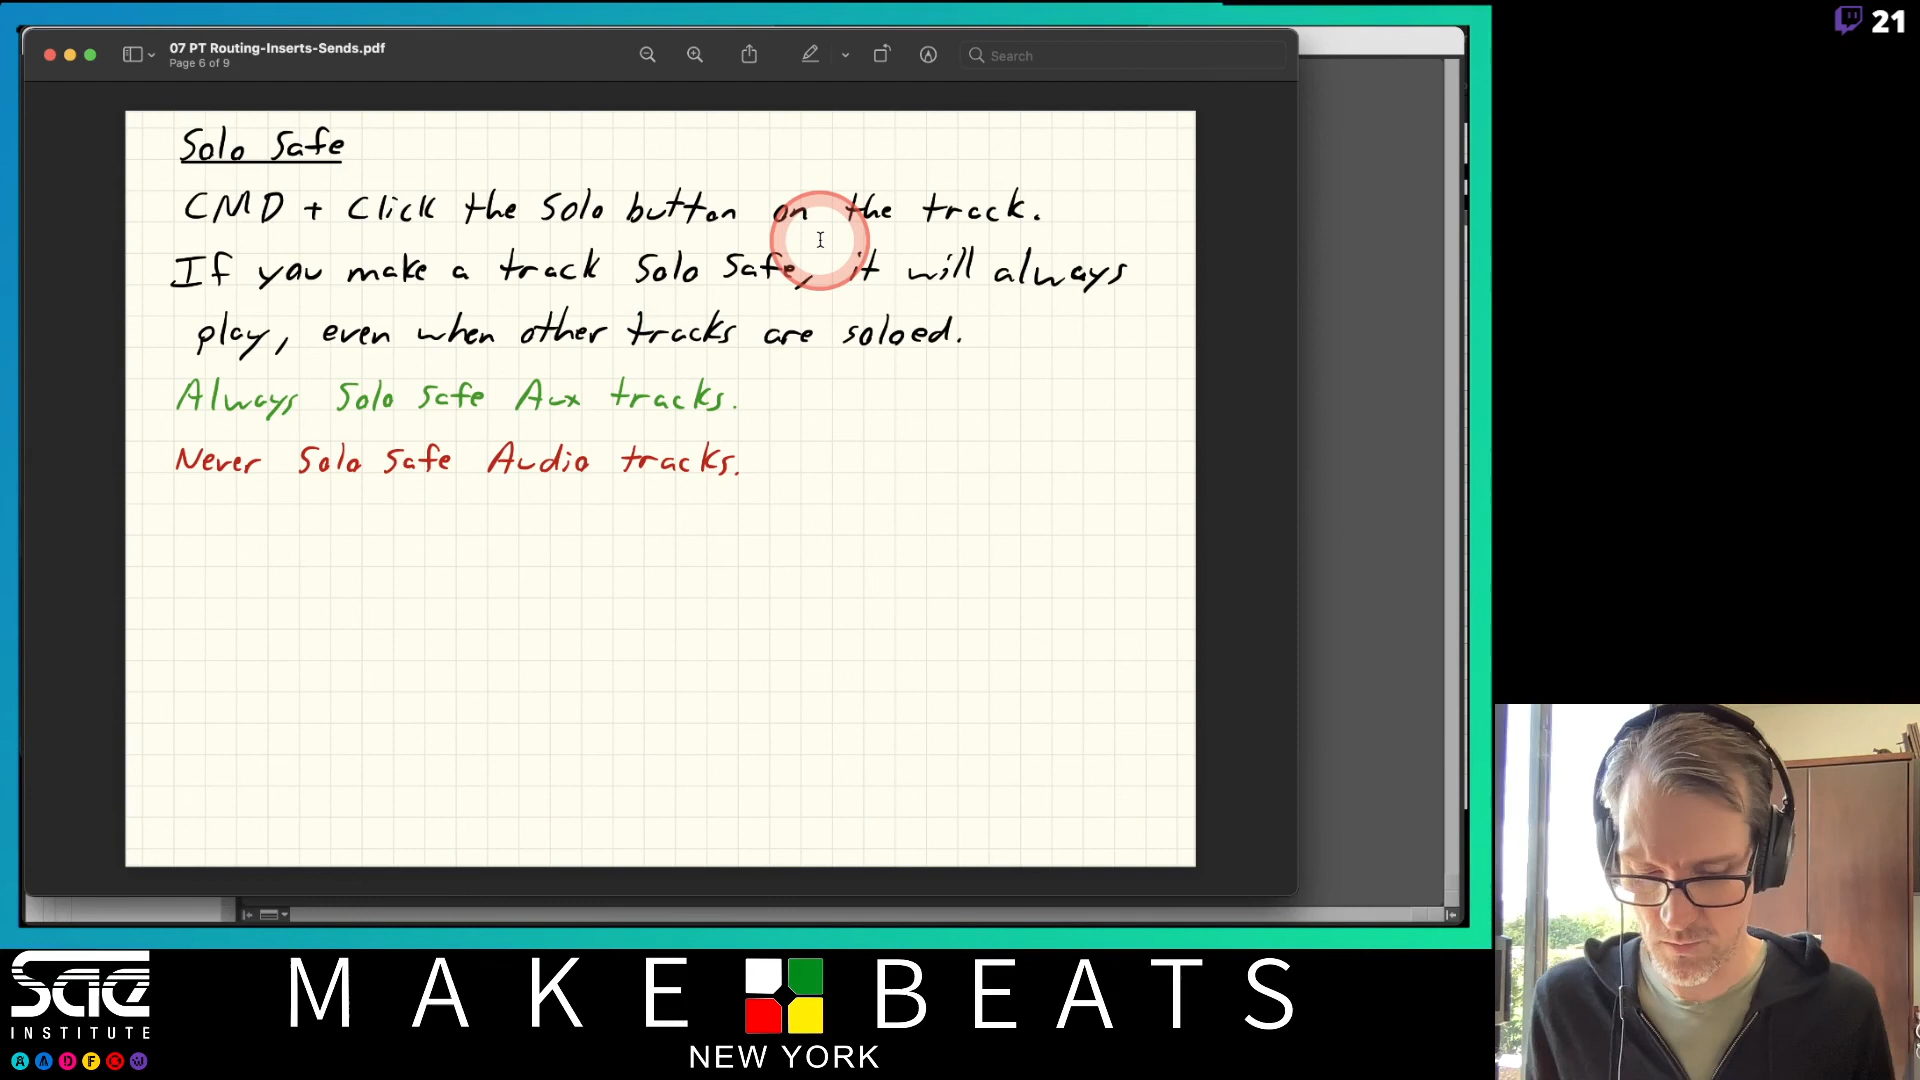 07 PT Routing-Inserts-Sends.pdf
Page 6 of 9
Search
21
Solo Safe
CMD + Click the Solo button on the track.
If you make a track Solo Safe, it will always
play, even when other tracks are soloed.
Always Solo Safe Aux tracks.
Never Solo Safe Audio tracks.
sae
INSTITUTE
MAKE BEATS
NEW YORK